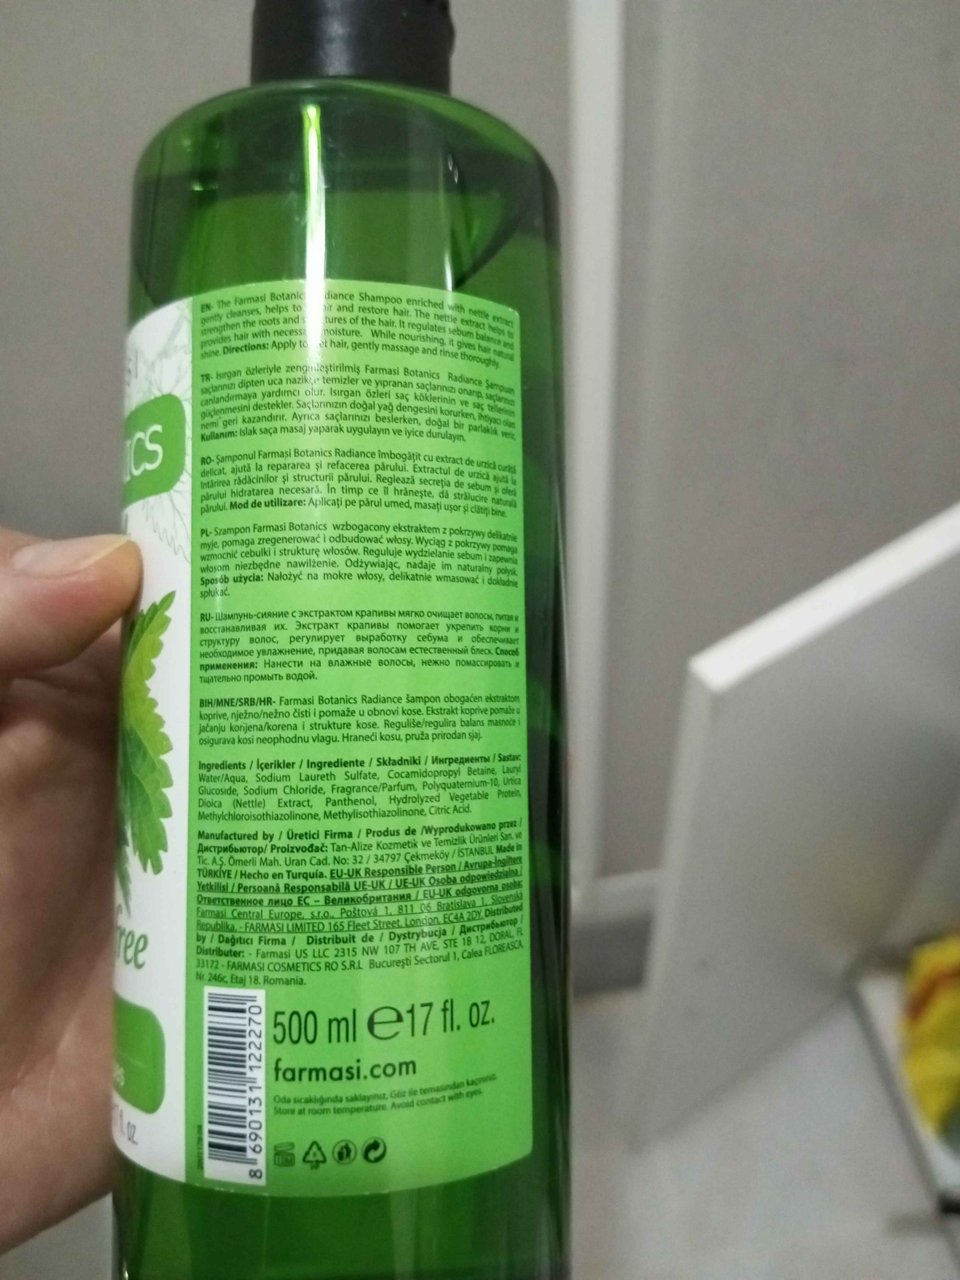 EN- The Farmasi Botanics Radiance Shampoo enriched with nettle extract
gently cleanses, helps to repair and restore hair. The nettle extract helps to
strengthen the roots and structures of the hair. It regulates sebum balance and
provides hair with necessary moisture. While nourishing, it gives hair natural
shine. Directions: Apply to wet hair, gently massage and rinse thoroughly.
TR- Isırgan özleriyle zenginleştirilmiş Farmasi Botanics Radiance Şampuan
saçlarınızı dipten uca nazikçe temizler ve yıpranan saçlarınızı onarıp, saçlarınızı
canlandırmaya yardımcı olur. Isırgan özleri saç köklerinin ve saç tellerinin
güçlenmesini destekler. Saçlarınızın doğal yağ dengesini korurken, ihtiyacı olan
nemi geri kazandırır. Ayrıca saçlarınızı beslerken, doğal bir parlaklık verir.
Kullanım: Islak saça masaj yaparak uygulayın ve iyice durulayın.
RO- Şamponul Farmasi Botanics Radiance îmbogățit cu extract de urzică curăță
delicat, ajută la repararea și refacerea părului. Extractul de urzică ajută la
întărirea rădăcinilor și structurii părului. Reglează secreția de sebum și oferă
părului hidratarea necesară. În timp ce îl hrănește, dă strălucire naturală
părului. Mod de utilizare: Aplicați pe părul umed, masați ușor și clătiți bine.
PL- Szampon Farmasi Botanics wzbogacony ekstraktem z pokrzywy delikatnie
myje, pomaga zregenerować i odbudować włosy. Wyciąg z pokrzywy pomaga
wzmocnić cebulki i strukturę włosów. Reguluje wydzielanie sebum i zapewnia
włosom niezbędne nawilżenie. Odżywiając, nadaje im naturalny połysk.
Sposób użycia: Nałożyć na mokre włosy, delikatnie wmasować i dokładnie
spłukać.
RU- Шампунь-сияние с экстрактом крапивы мягко очищает волосы, питая и
восстанавливая их. Экстракт крапивы помогает укрепить корни и
структуру волос, регулирует выработку себума и обеспечивает
необходимое увлажнение, придавая волосам естественный блеск. Способ
применения: Нанести на влажные волосы, нежно помассировать и
тщательно промыть водой.
BIH/MNE/SRB/HR- Farmasi Botanics Radiance šampon obogaćen ekstraktom
koprive, nježno/nežno čisti i pomaže u obnovi kose. Ekstrakt koprive pomaže u
jačanju korijena/korena i strukture kose. Reguliše/regulira balans masnoće i
osigurava kosi neophodnu vlagu. Hraneći kosu, pruža prirodan sjaj.
Ingredients / İçerikler / Ingrediente / Składniki / Ингредиенты / Sastav:
Water/Aqua, Sodium Laureth Sulfate, Cocamidopropyl Betaine, Lauryl
Glucoside, Sodium Chloride, Fragrance/Parfum, Polyquaternium-10, Urtica
Dioica (Nettle) Extract, Panthenol, Hydrolyzed Vegetable Protein,
Methylchloroisothiazolinone, Methylisothiazolinone, Citric Acid.
Manufactured by / Üretici Firma / Produs de /Wyprodukowano przez /
Дистрибьютор/ Proizvođač: Tan-Alize Kozmetik ve Temizlik Ürünleri San. ve
Tic. A.Ş. Ömerli Mah. Uran Cad. No: 32 / 34797 Çekmeköy / İSTANBUL Made in
TÜRKİYE / Hecho en Turquía. EU-UK Responsible Person / Avrupa-İngiltere
Yetkilisi / Persoană Responsabilă UE-UK / UE-UK Osoba odpowiedzialna /
Ответственное лицо ЕС – Великобритания / EU-UK odgovorna osoba:
Farmasi Central Europe, s.r.o., Poštová 1, 811 06 Bratislava 1, Slovenská
Republika, - FARMASI LIMITED 165 Fleet Street, London, EC4A 2DY Distributed
by / Dağıtıcı Firma / Distribuit de / Dystrybucja / Дистрибьютор /
Distributer: - Farmasi US LLC 2315 NW 107 TH AVE, STE 18 12, DORAL, FL
33172 - FARMASI COSMETICS RO S.R.L București Sectorul 1, Calea FLOREASCA,
Nr. 246c, Etaj 18. Romania.
500 ml e 17 fl. oz.
farmasi.com
Oda sıcaklığında saklayınız, Göz ile temasından kaçınınız.
Store at room temperature. Avoid contact with eyes.
8 690131 122270
TICS
free
fl. oz.